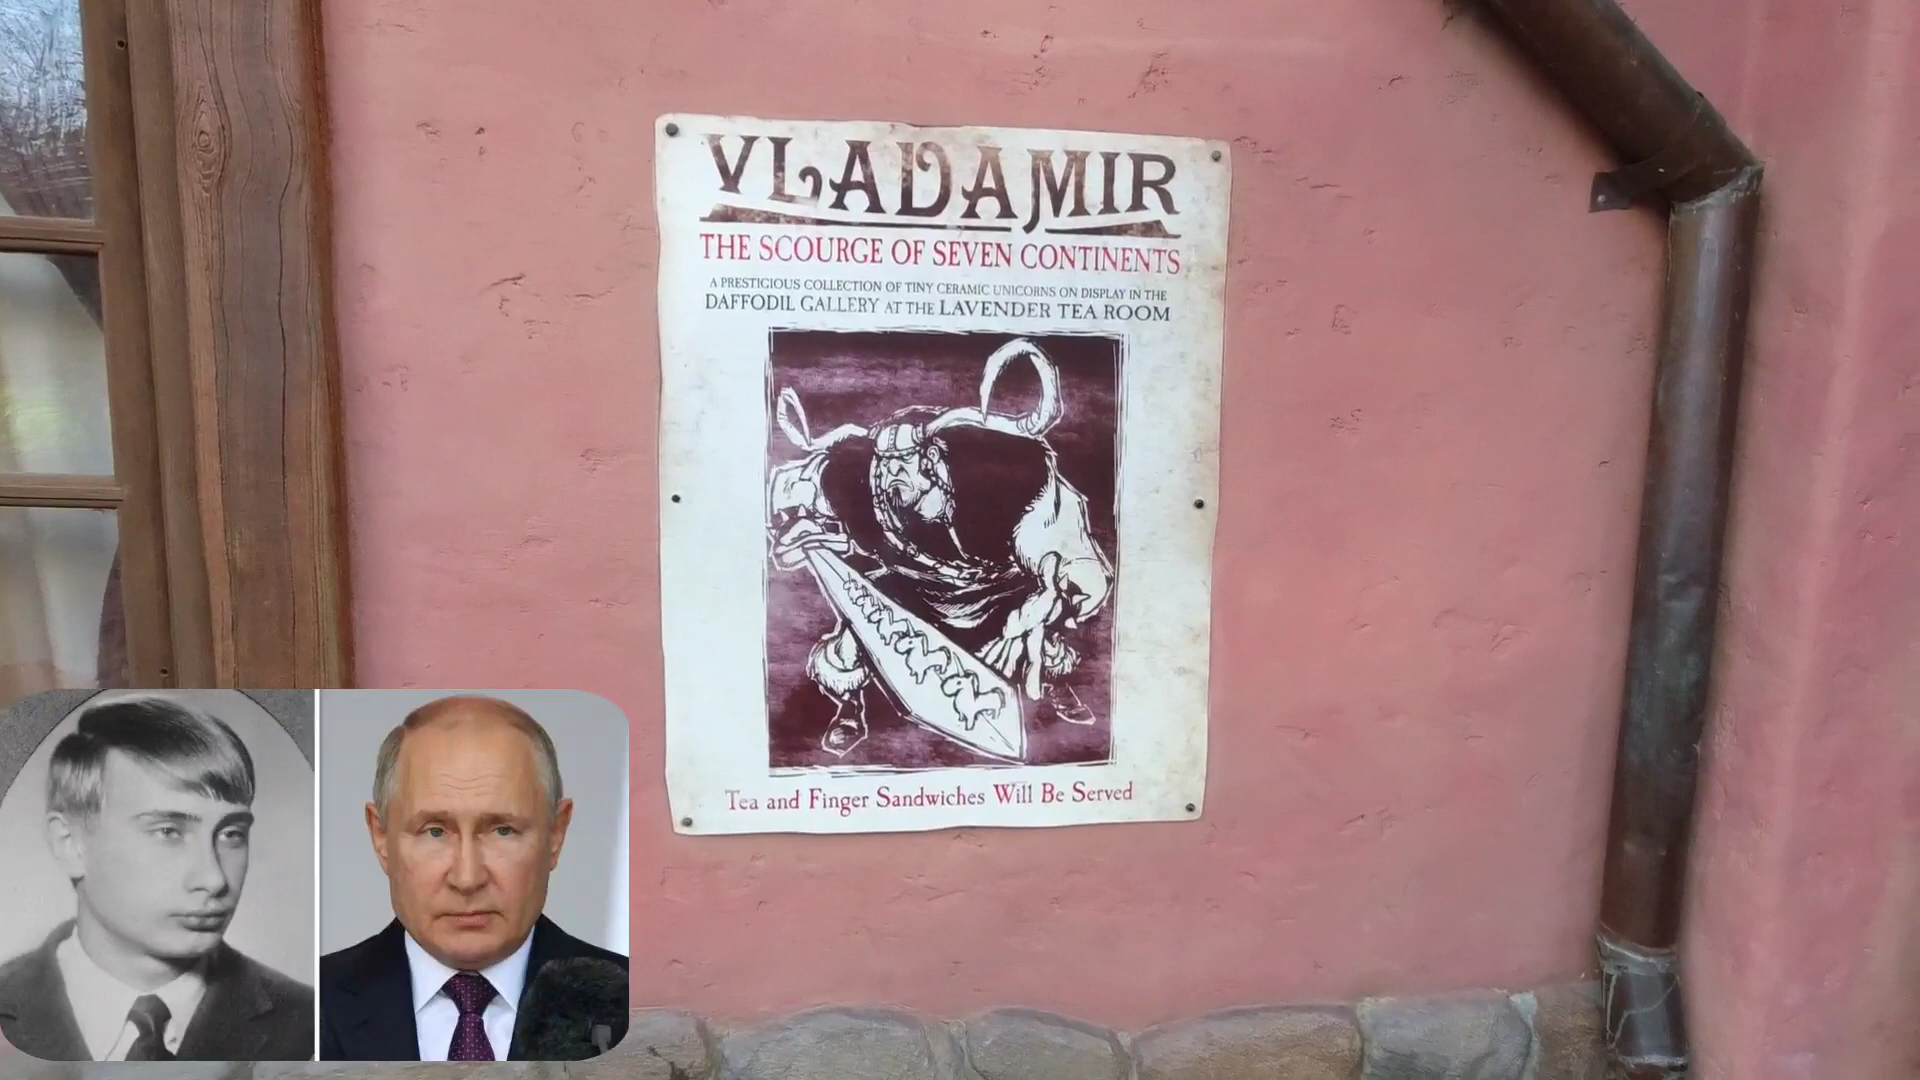 VLADAMIR
THE SCOURGE OF SEVEN CONTINENTS
A PRESTIGIOUS COLLECTION OF TINY CERAMIC UNICORNS ON DISPLAY IN THE
DAFFODIL GALLERY AT THE LAVENDER TEA ROOM
Tea and Finger Sandwiches Will Be Served